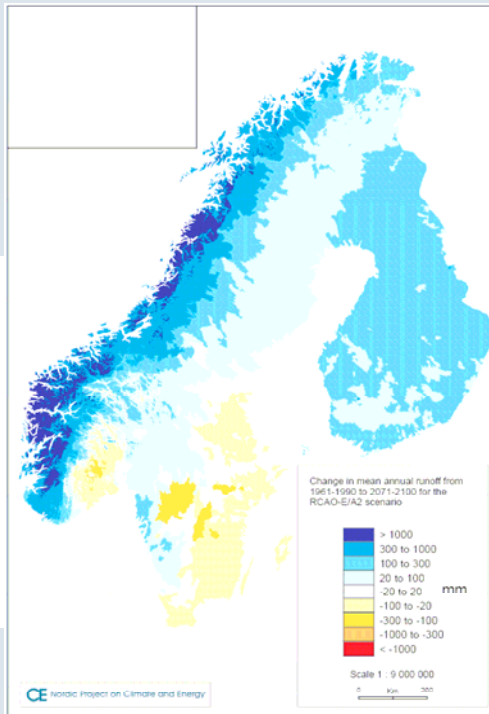 Change in mean annual runoff from
1961-1990 to 2071-2100 for the
RCAO-E/A2 scenario
> 1000
300 to 1000
100 to 300
20 to 100
-20 to 20
mm
-100 to -20
-300 to -100
-1000 to -300
< -1000
Scale 1 : 9 000 000
0 Km 300
CE Nordic Project on Climate and Energy